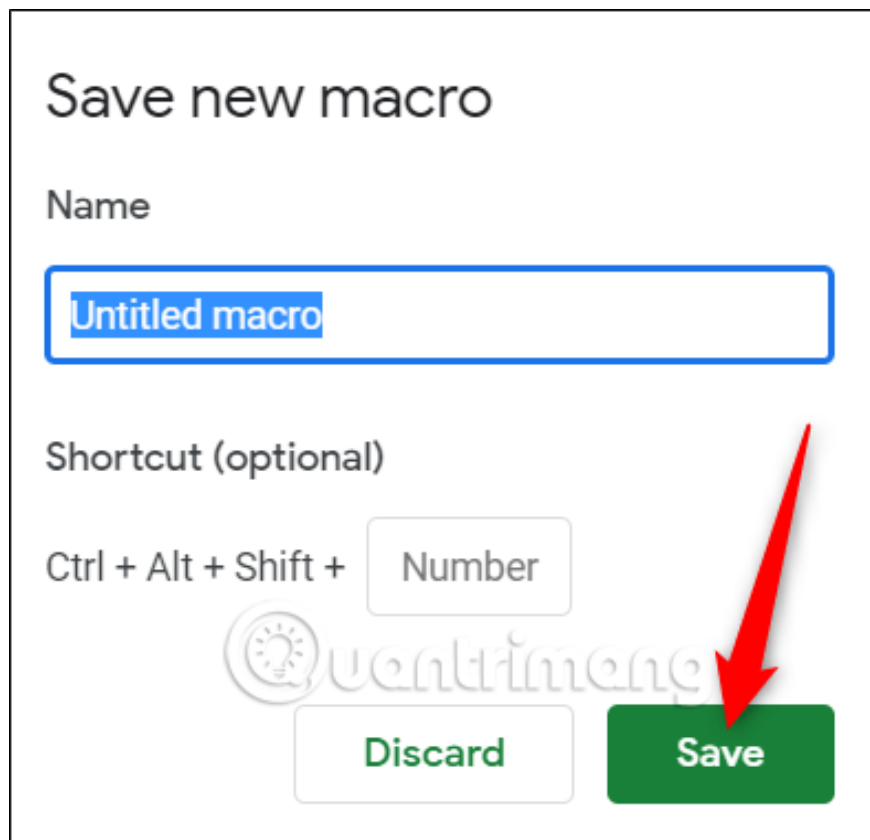 Save new macro
Name
Untitled macro
Shortcut (optional)
Ctrl + Alt + Shift + Number
Quantrimang
Discard Save